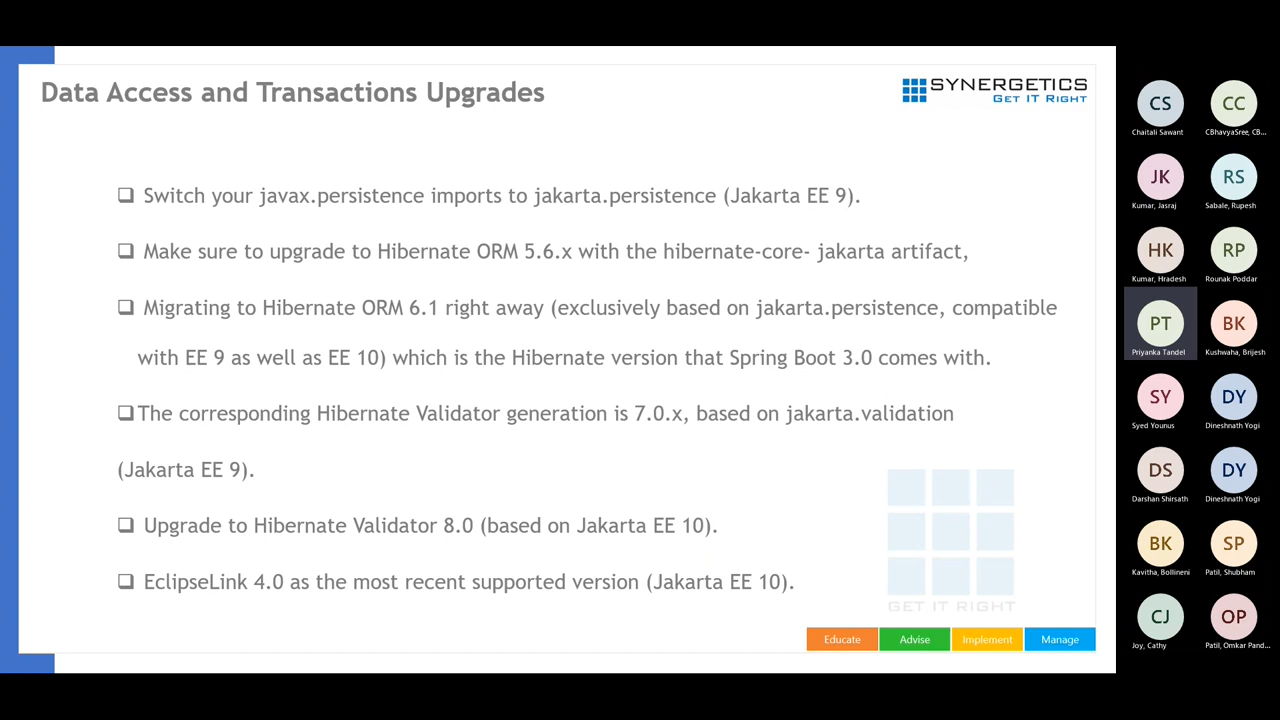 Data Access and Transactions Upgrades
SYNERGETICS
GET IT RIGHT
❑ Switch your javax.persistence imports to jakarta.persistence (Jakarta EE 9).
❑ Make sure to upgrade to Hibernate ORM 5.6.x with the hibernate-core- jakarta artifact,
❑ Migrating to Hibernate ORM 6.1 right away (exclusively based on jakarta.persistence, compatible
with EE 9 as well as EE 10) which is the Hibernate version that Spring Boot 3.0 comes with.
❑ The corresponding Hibernate Validator generation is 7.0.x, based on jakarta.validation
(Jakarta EE 9).
❑ Upgrade to Hibernate Validator 8.0 (based on Jakarta EE 10).
❑ EclipseLink 4.0 as the most recent supported version (Jakarta EE 10).
GET IT RIGHT
Educate Advise Implement Manage
CS CC
Chaitali Sawant CBhavyaSree, CB...
JK RS
Kumar, Jasraj Sabale, Rupesh
HK RP
Kumar, Hradesh Rounak Poddar
PT BK
Priyanka Tandel Kushwaha, Brijesh
SY DY
Syed Younus Dineshnath Yogi
DS DY
Darshan Shirsath Dineshnath Yogi
BK SP
Kavitha, Bollineni Patil, Shubham
CJ OP
Joy, Cathy Patil, Omkar Pand...